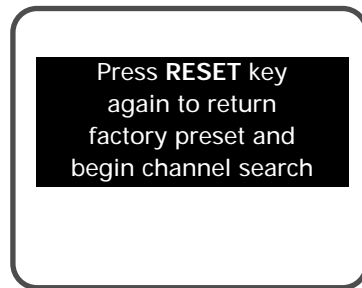 Press RESET key
again to return
factory preset and
begin channel search